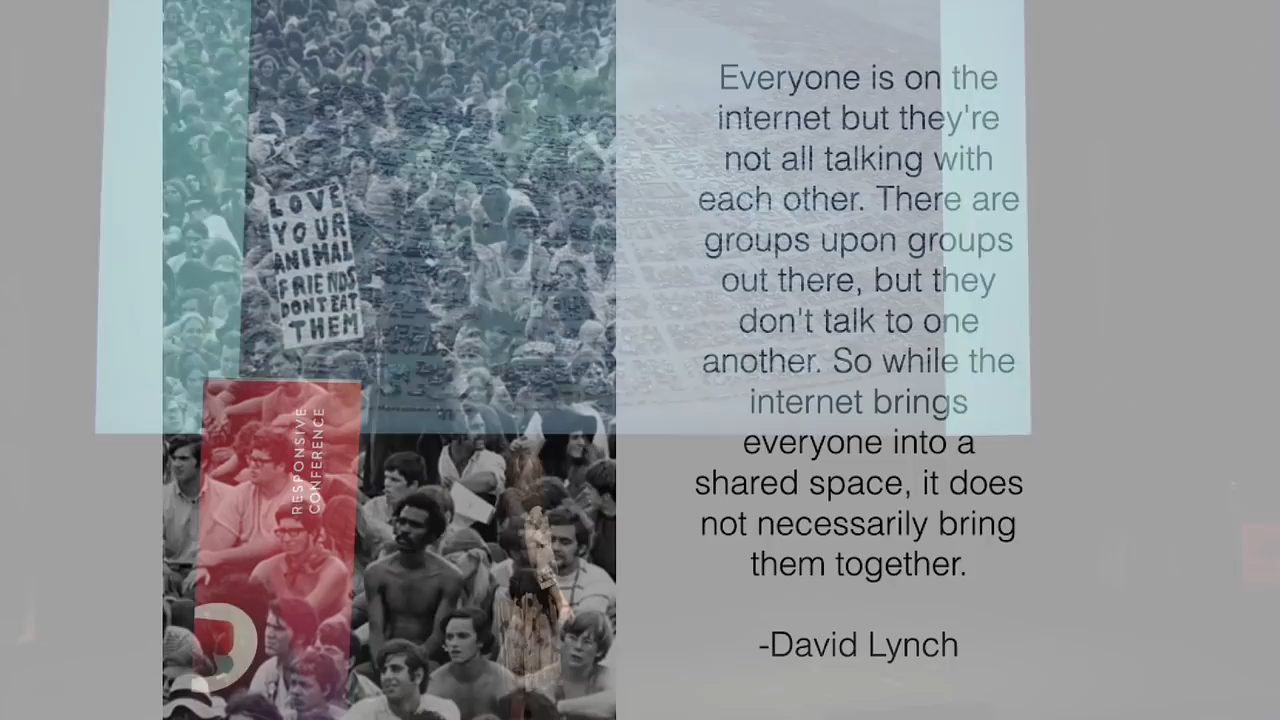 LOVE
YOUR
ANIMAL
FRIENDS
DONT EAT
THEM
RESPONSIVE
CONFERENCE
Everyone is on the
internet but they're
not all talking with
each other. There are
groups upon groups
out there, but they
don't talk to one
another. So while the
internet brings
everyone into a
shared space, it does
not necessarily bring
them together.
-David Lynch